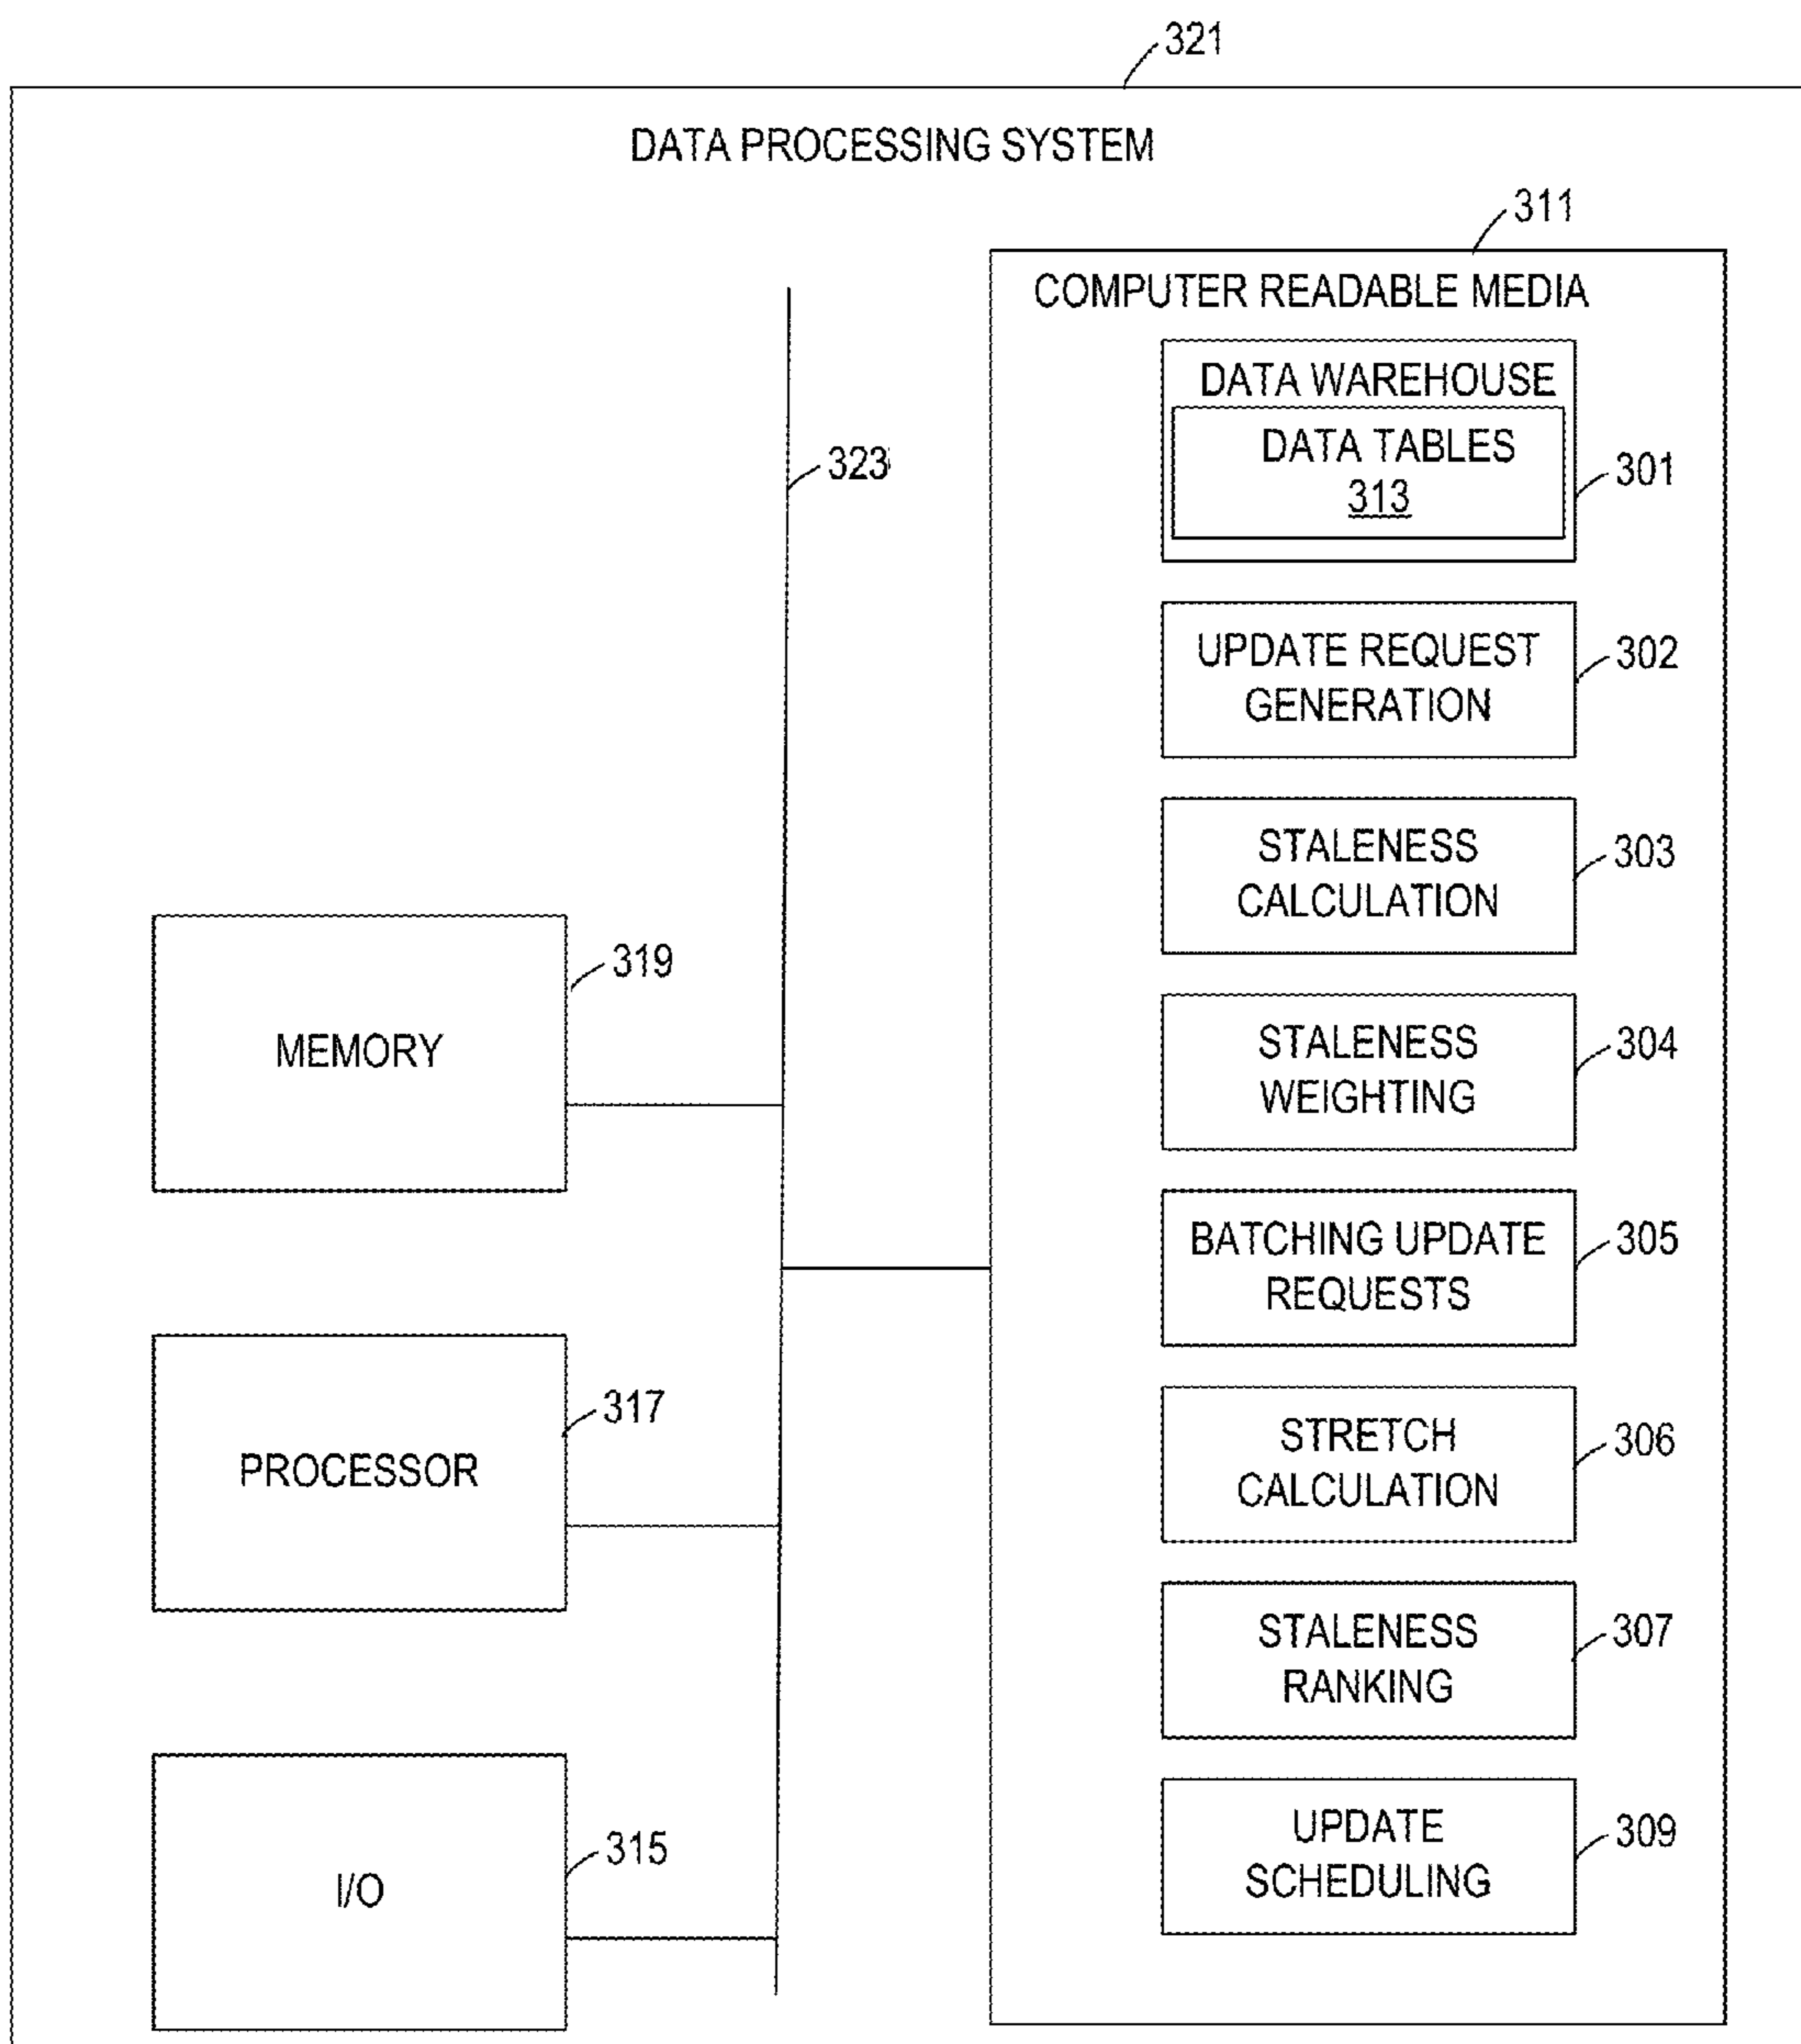 321
DATA PROCESSING SYSTEM
311
COMPUTER READABLE MEDIA
DATA WAREHOUSE
DATA TABLES
313
301
323
UPDATE REQUEST
GENERATION
302
STALENESS
CALCULATION
303
319
MEMORY
STALENESS
WEIGHTING
304
BATCHING UPDATE
REQUESTS
305
317
PROCESSOR
STRETCH
CALCULATION
306
STALENESS
RANKING
307
315
I/O
UPDATE
SCHEDULING
309